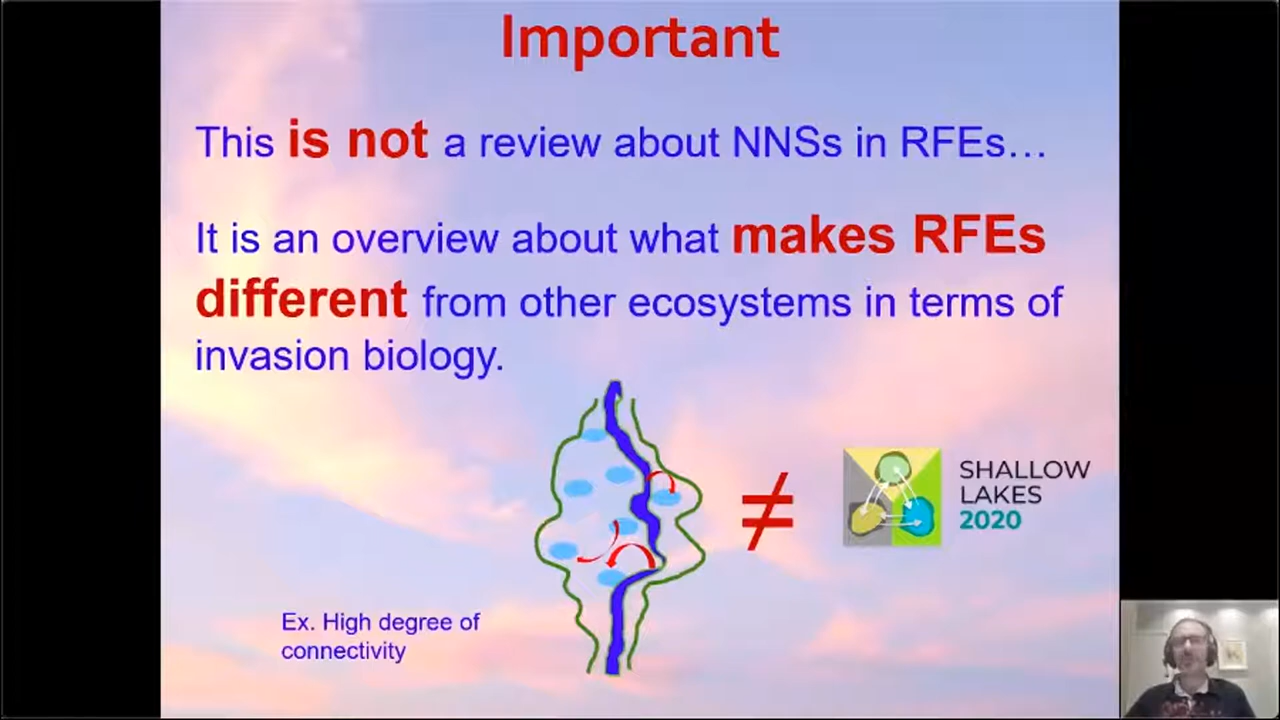 Important
This is not a review about NNSs in RFEs…
It is an overview about what makes RFEs
different from other ecosystems in terms of
invasion biology.
≠
SHALLOW
LAKES
2020
Ex. High degree of
connectivity